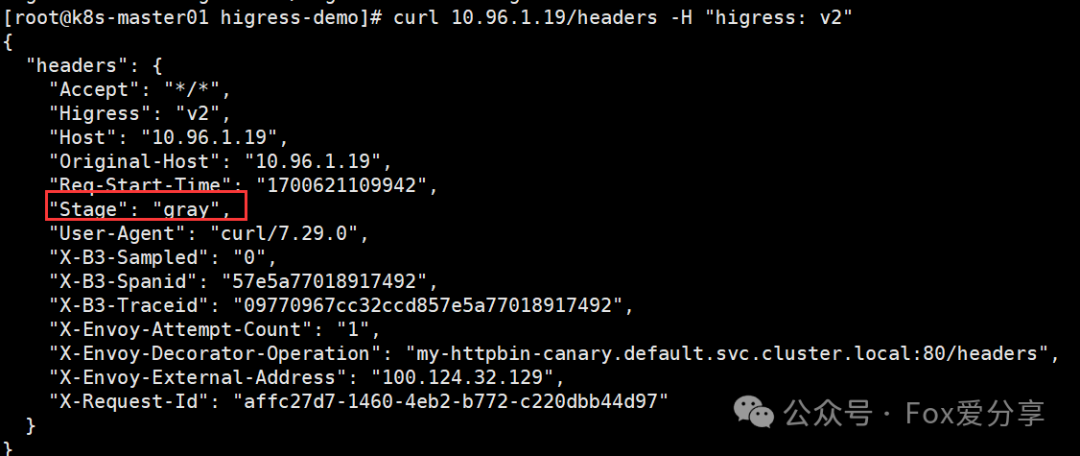 [root@k8s-master01 higress-demo]# curl 10.96.1.19/headers -H "higress: v2"
{
  "headers": {
    "Accept": "*/*",
    "Higress": "v2",
    "Host": "10.96.1.19",
    "Original-Host": "10.96.1.19",
    "Req-Start-Time": "1700621109942",
    "Stage": "gray",
    "User-Agent": "curl/7.29.0",
    "X-B3-Sampled": "0",
    "X-B3-Spanid": "57e5a77018917492",
    "X-B3-Traceid": "09770967cc32ccd857e5a77018917492",
    "X-Envoy-Attempt-Count": "1",
    "X-Envoy-Decorator-Operation": "my-httpbin-canary.default.svc.cluster.local:80/headers",
    "X-Envoy-External-Address": "100.124.32.129",
    "X-Request-Id": "affc27d7-1460-4eb2-b772-c220dbb44d97"
公众号 · Fox爱分享
  }
}